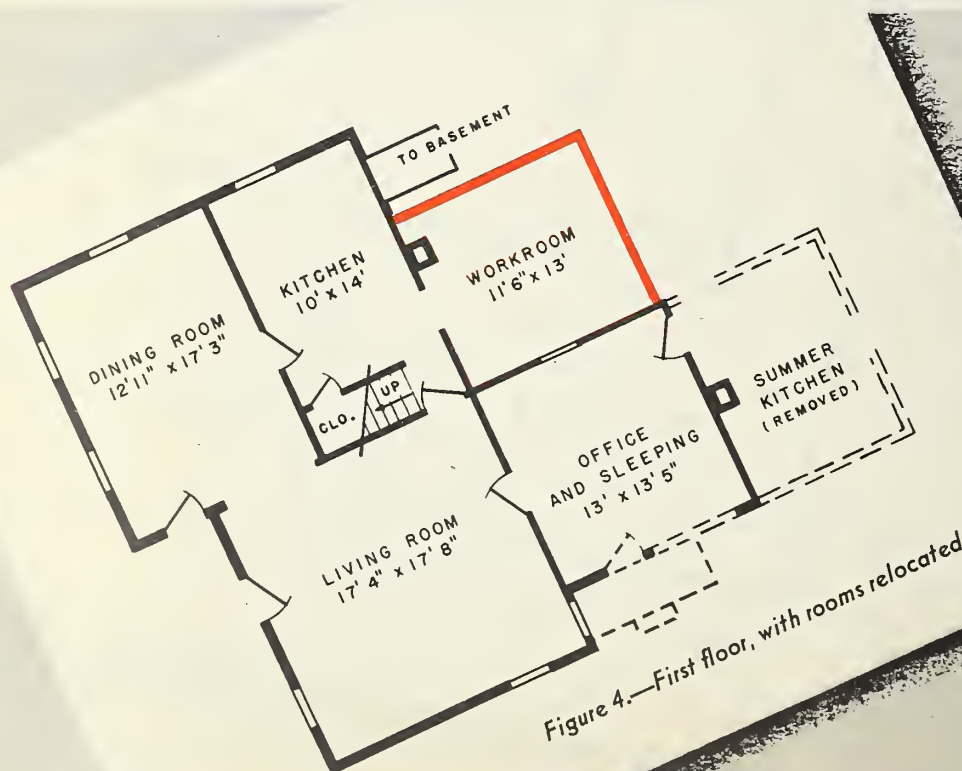 TO BASEMENT
KITCHEN
10' x 14'
WORKROOM
11'6" x 13'
DINING ROOM
12'11" x 17'3"
CLO.
UP
SUMMER
KITCHEN
(REMOVED)
OFFICE
AND SLEEPING
13' x 13'5"
LIVING ROOM
17'4" x 17'8"
Figure 4.—First floor, with rooms relocated